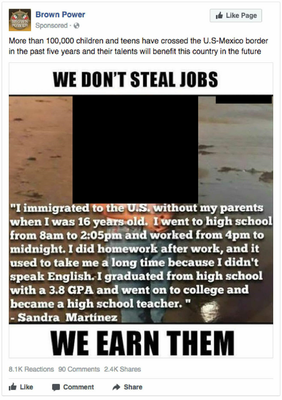 Brown Power
Like Page
Sponsored ·
More than 100,000 children and teens have crossed the U.S-Mexico border
in the past five years and their talents will benefit this country in the future
WE DON'T STEAL JOBS
"I immigrated to the U.S. without my parents
when I was 16 years old. I went to high school
from 8am to 2:05pm and worked from 4pm to
midnight. I did homework after work, and it
used to take me a long time because I didn't
speak English. I graduated from high school
with a 3.8 GPA and went on to college and
became a high school teacher. "
- Sandra Martinez
WE EARN THEM
8.1K Reactions 90 Comments 2.4K Shares
Like Comment Share